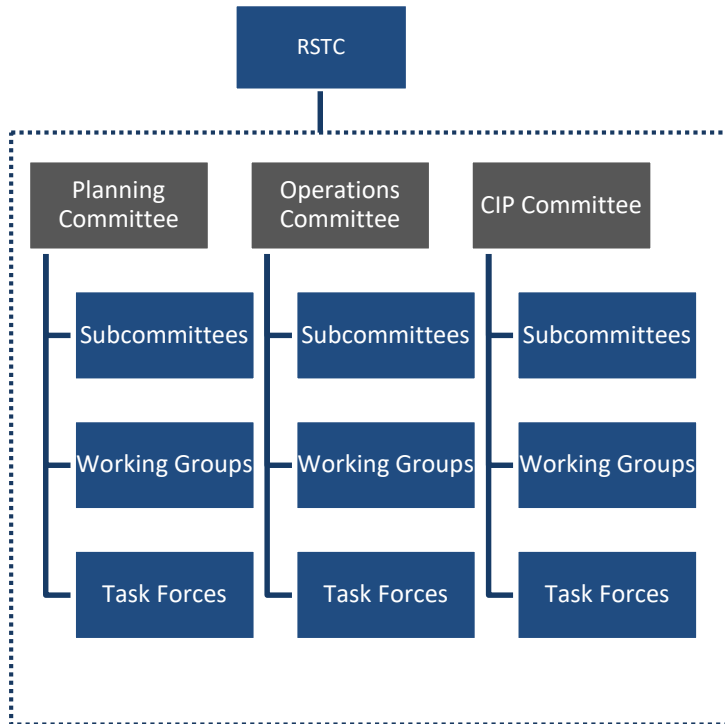 RSTC
Planning
Committee
Operations
Committee
CIP Committee
Subcommittees
Subcommittees
Subcommittees
Working Groups
Working Groups
Working Groups
Task Forces
Task Forces
Task Forces